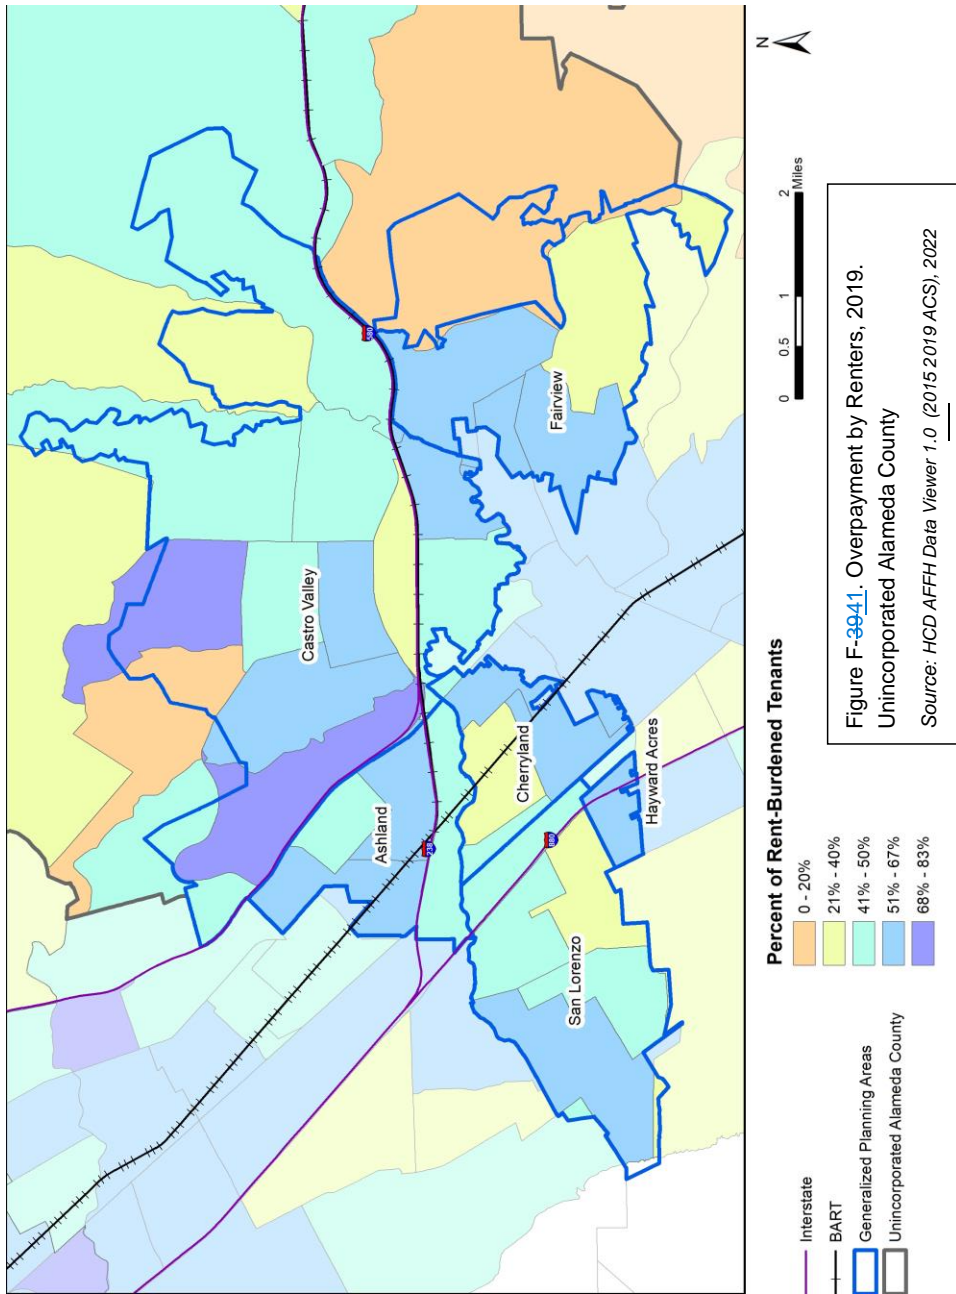 Castro Valley
Ashland
Cherryland
Fairview
Hayward Acres
San Lorenzo
580
238
880
N
0 0.5 1 2
Miles
Percent of Rent-Burdened Tenants
0 - 20%
21% - 40%
41% - 50%
51% - 67%
68% - 83%
Interstate
BART
Generalized Planning Areas
Unincorporated Alameda County
Figure F-3941. Overpayment by Renters, 2019.
Unincorporated Alameda County
Source: HCD AFFH Data Viewer 1.0 (2015 2019 ACS), 2022